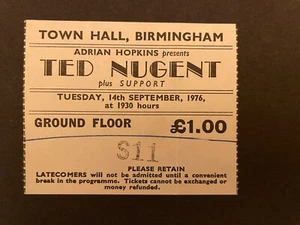 TOWN HALL, BIRMINGHAM
ADRIAN HOPKINS presents
TED NUGENT
plus SUPPORT
TUESDAY, 14th SEPTEMBER, 1976,
at 1930 hours
GROUND FLOOR £1.00
S11
PLEASE RETAIN
LATECOMERS will not be admitted until a convenient
break in the programme. Tickets cannot be exchanged or
money refunded.